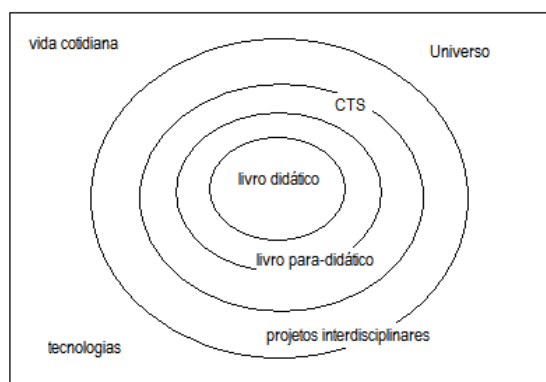 vida cotidiana
Universo
CTS
livro didático
livro para-didático
projetos interdisciplinares
tecnologias